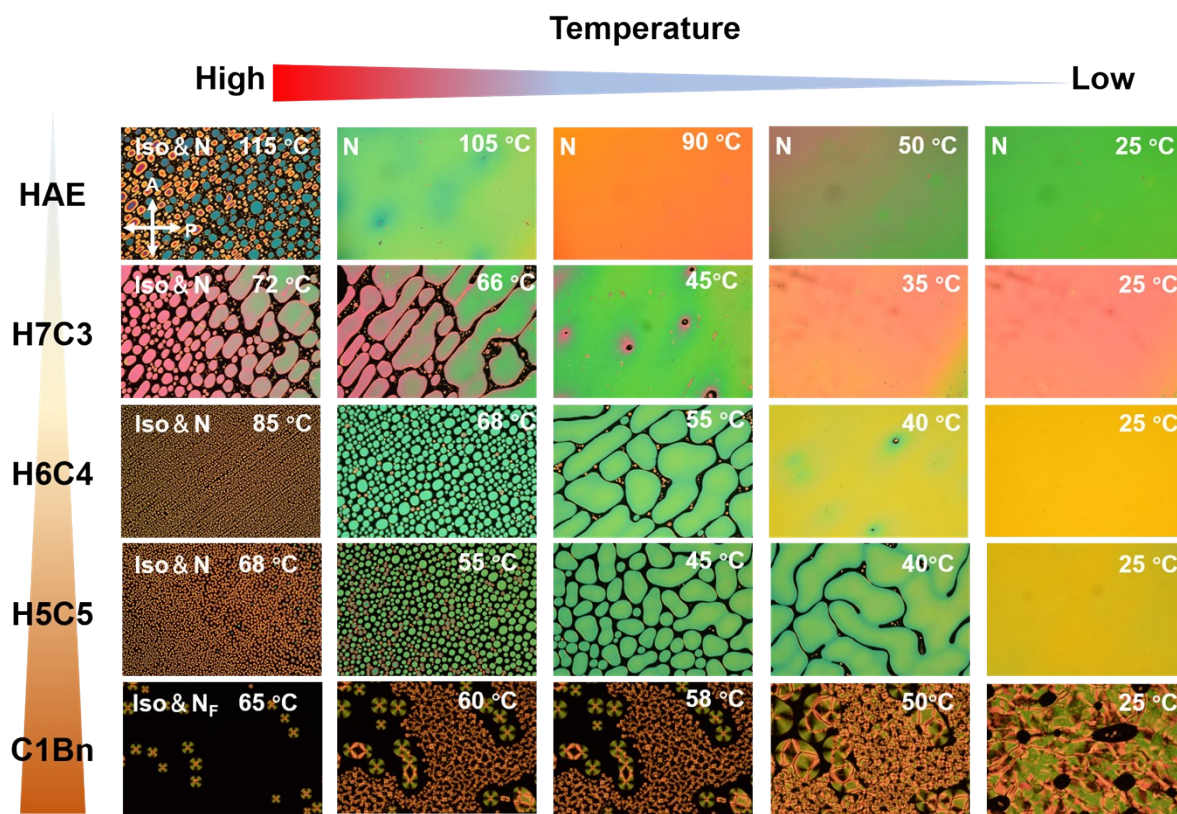 Temperature
High Low
HAE
Iso & N 115 °C
A
P
N 105 °C
N 90 °C
N 50 °C
N 25 °C
H7C3
Iso & N 72 °C
66 °C
45°C
35 °C
25 °C
H6C4
Iso & N 85 °C
68 °C
55 °C
40 °C
25 °C
H5C5
Iso & N 68 °C
55 °C
45 °C
40°C
25 °C
C1Bn
Iso & N_F 65 °C
60 °C
58 °C
50°C
25 °C